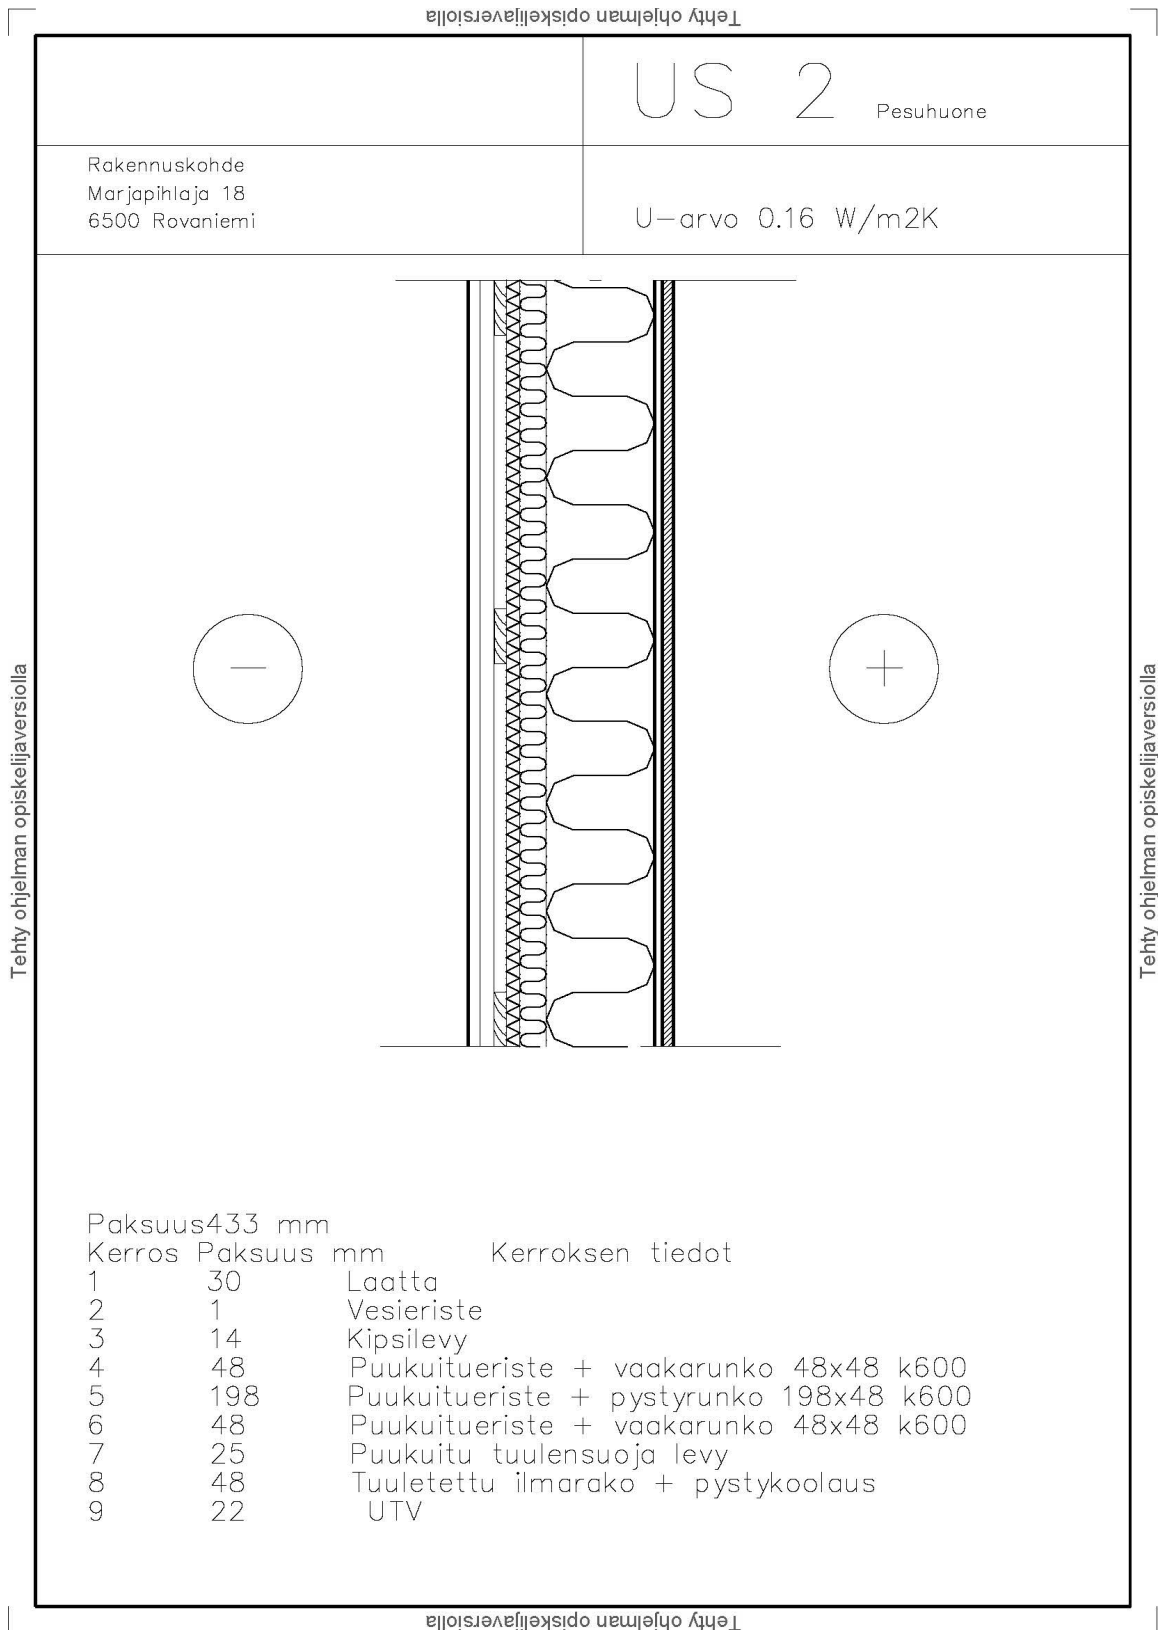 Tehty ohjelman opiskelijaversiolla
US 2 Pesuhuone
Rakennuskohde
Marjapihlaja 18
6500 Rovaniemi
U-arvo 0.16 W/m2K
Tehty ohjelman opiskelijaversiolla
Tehty ohjelman opiskelijaversiolla
Paksuus433 mm
Kerros Paksuus mm Kerroksen tiedot
1 30 Laatta
2 1 Vesieriste
3 14 Kipsilevy
4 48 Puukuitueriste + vaakarunko 48x48 k600
5 198 Puukuitueriste + pystyrunko 198x48 k600
6 48 Puukuitueriste + vaakarunko 48x48 k600
7 25 Puukuitu tuulensuoja levy
8 48 Tuuletettu ilmarako + pystykoolaus
9 22 UTV
Tehty ohjelman opiskelijaversiolla